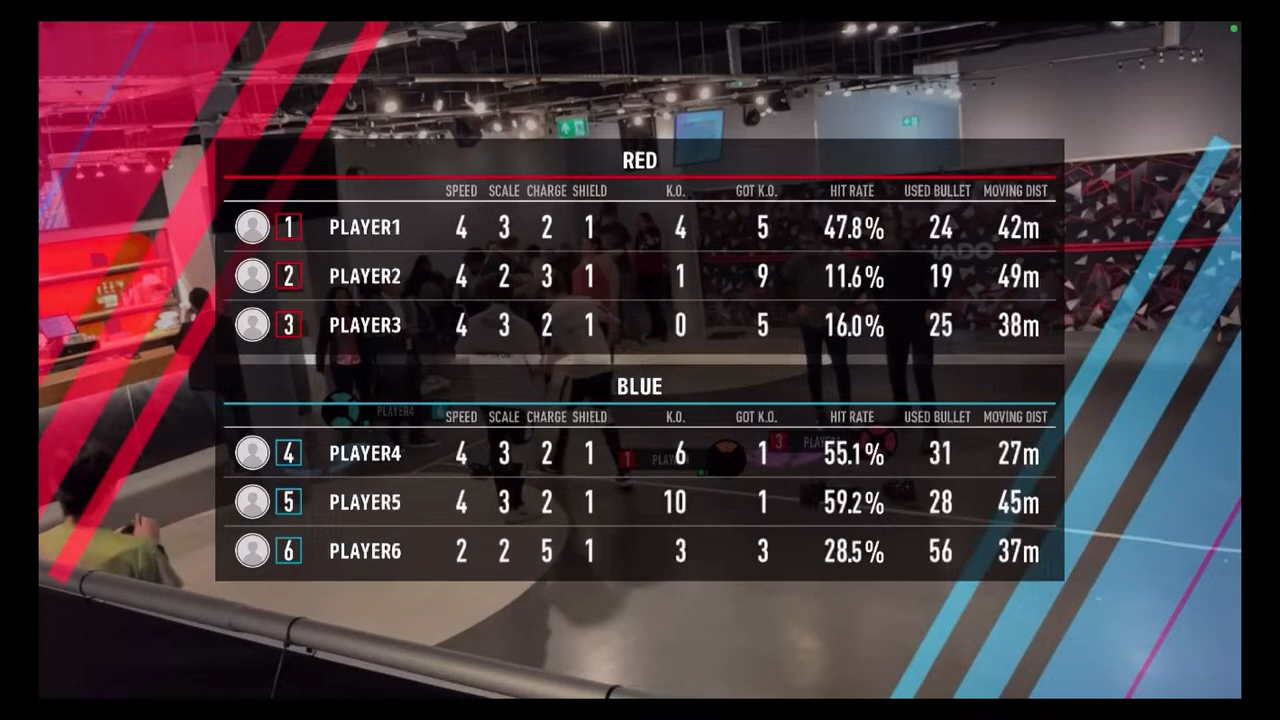 RED
SPEED SCALE CHARGE SHIELD K.O. GOT K.O. HIT RATE USED BULLET MOVING DIST
1 PLAYER1 4 3 2 1 4 5 47.8% 24 42m
2 PLAYER2 4 2 3 1 1 9 11.6% 19 49m
3 PLAYER3 4 3 2 1 0 5 16.0% 25 38m
HADO
BLUE
PLAYER4
SPEED SCALE CHARGE SHIELD K.O. GOT K.O. HIT RATE USED BULLET MOVING DIST
3
1
4 PLAYER4 4 3 2 1 6 1 55.1% 31 27m
5 PLAYER5 4 3 2 1 10 1 59.2% 28 45m
6 PLAYER6 2 2 5 1 3 3 28.5% 56 37m